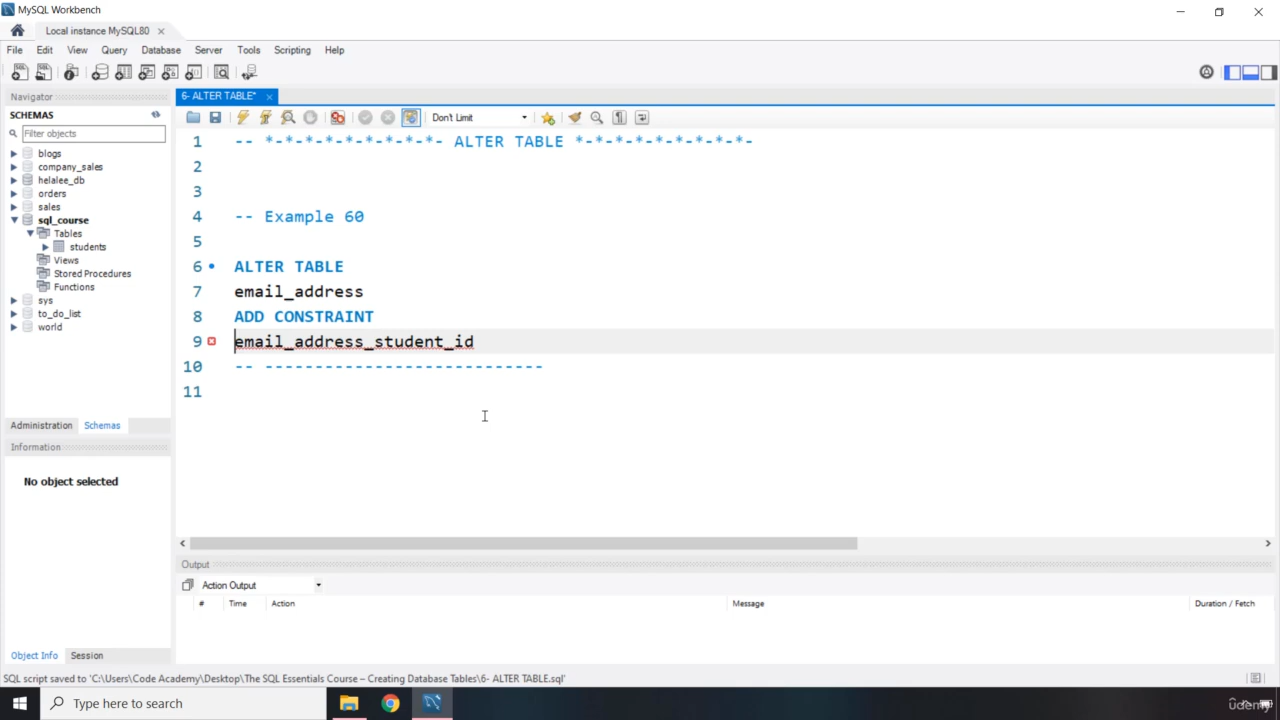 MySQL Workbench
Local instance MySQL80
File Edit View Query Database Server Tools Scripting Help
Navigator
SCHEMAS
Filter objects
blogs
company_sales
helalee_db
orders
sales
sql_course
Tables
students
Views
Stored Procedures
Functions
sys
to_do_list
world
Administration Schemas
Information
No object selected
Object Info Session
6- ALTER TABLE*
Don't Limit
1 -- *-*-*-*-*-*-*-*-*- ALTER TABLE *-*-*-*-*-*-*-*-*-
2
3
4 -- Example 60
5
6 ALTER TABLE
7 email_address
8 ADD CONSTRAINT
9 email_address_student_id
10 -- ----------------------------
11
Output
Action Output
# Time Action Message Duration / Fetch
SQL script saved to 'C:\Users\Code Academy\Desktop\The SQL Essentials Course – Creating Database Tables\6- ALTER TABLE.sql'
Type here to search
udemy